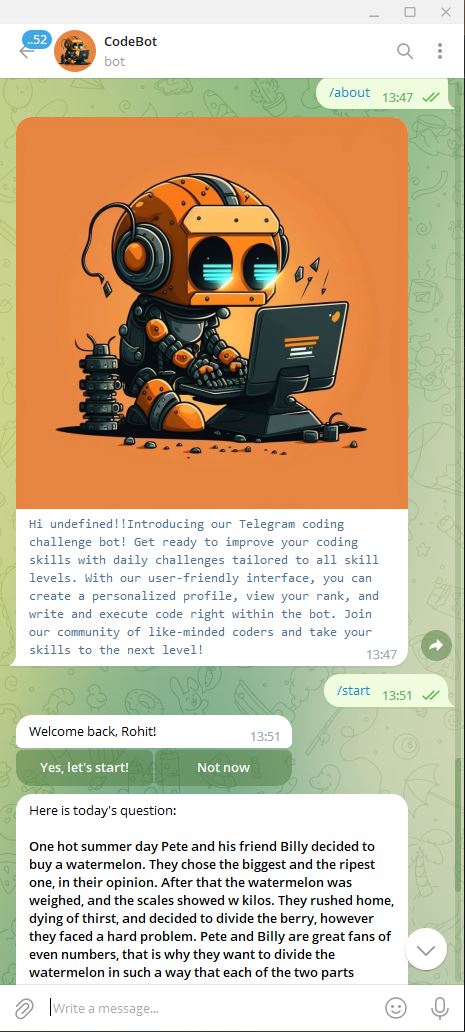 ..52
CodeBot
bot
/about 13:47
Hi undefined!!Introducing our Telegram coding
challenge bot! Get ready to improve your coding
skills with daily challenges tailored to all skill
levels. With our user-friendly interface, you can
create a personalized profile, view your rank, and
write and execute code right within the bot. Join
our community of like-minded coders and take your
skills to the next level!
13:47
/start 13:51
Welcome back, Rohit! 13:51
Yes, let's start! Not now
Here is today's question:
One hot summer day Pete and his friend Billy decided to
buy a watermelon. They chose the biggest and the ripest
one, in their opinion. After that the watermelon was
weighed, and the scales showed w kilos. They rushed home,
dying of thirst, and decided to divide the berry, however
they faced a hard problem. Pete and Billy are great fans of
even numbers, that is why they want to divide the
watermelon in such a way that each of the two parts
Write a message...